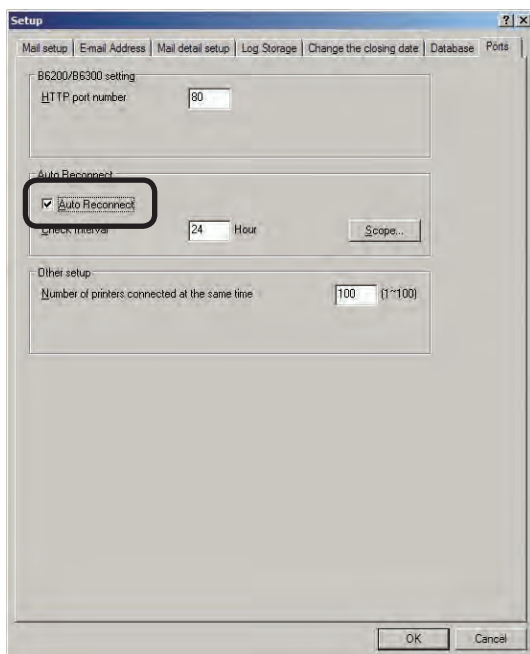 Setup
Mail setup E-mail Address Mail detail setup Log Storage Change the closing date Database Ports
B6200/B6300 setting
HTTP port number 80
Auto Reconnect
Auto Reconnect
Check Interval 24 Hour Scope...
Other setup
Number of printers connected at the same time 100 (1~100)
OK Cancel